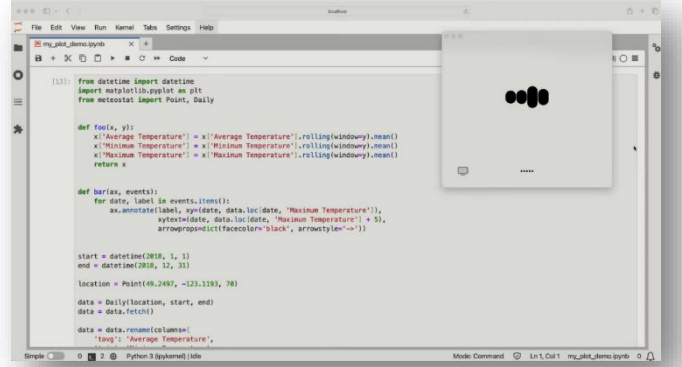 localhost
File Edit View Run Kernel Tabs Settings Help
my_plot_demo.ipynb × +
Code
[13]: from datetime import datetime
import matplotlib.pyplot as plt
from meteostat import Point, Daily
def foo(x, y):
x['Average Temperature'] = x['Average Temperature'].rolling(window=y).mean()
x['Minimum Temperature'] = x['Minimum Temperature'].rolling(window=y).mean()
x['Maximum Temperature'] = x['Maximum Temperature'].rolling(window=y).mean()
return x
def bar(ax, events):
for date, label in events.items():
ax.annotate(label, xy=(date, data.loc[date, 'Maximum Temperature']),
xytext=(date, data.loc[date, 'Maximum Temperature'] + 5),
arrowprops=dict(facecolor='black', arrowstyle='->'))
start = datetime(2018, 1, 1)
end = datetime(2018, 12, 31)
location = Point(49.2497, -123.1193, 70)
data = Daily(location, start, end)
data = data.fetch()
data = data.rename(columns={
'tavg': 'Average Temperature',
Simple 0 2 Python 3 (ipykernel) | Idle Mode: Command Ln 1, Col 1 my_plot_demo.ipynb 0